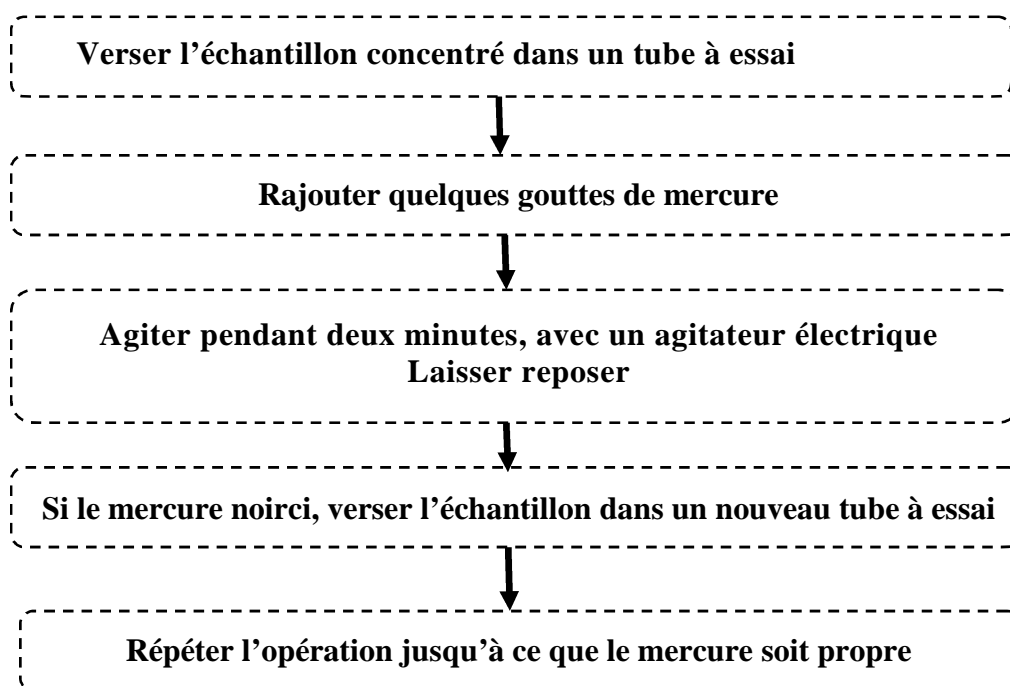 Verser l’échantillon concentré dans un tube à essai
Rajouter quelques gouttes de mercure
Agiter pendant deux minutes, avec un agitateur électrique
Laisser reposer
Si le mercure noirci, verser l’échantillon dans un nouveau tube à essai
Répéter l’opération jusqu’à ce que le mercure soit propre